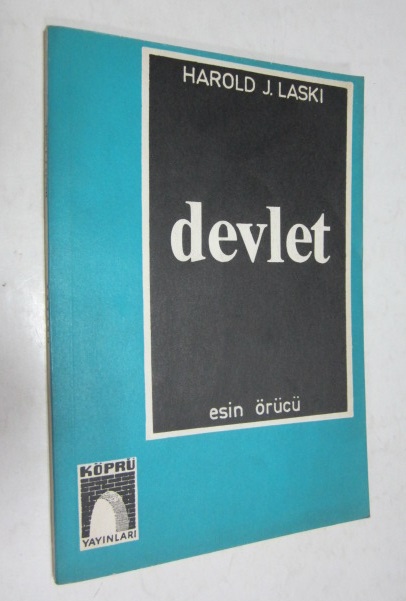 HAROLD J. LASKI
devlet
esin örücü
KÖPRÜ
YAYINLARI